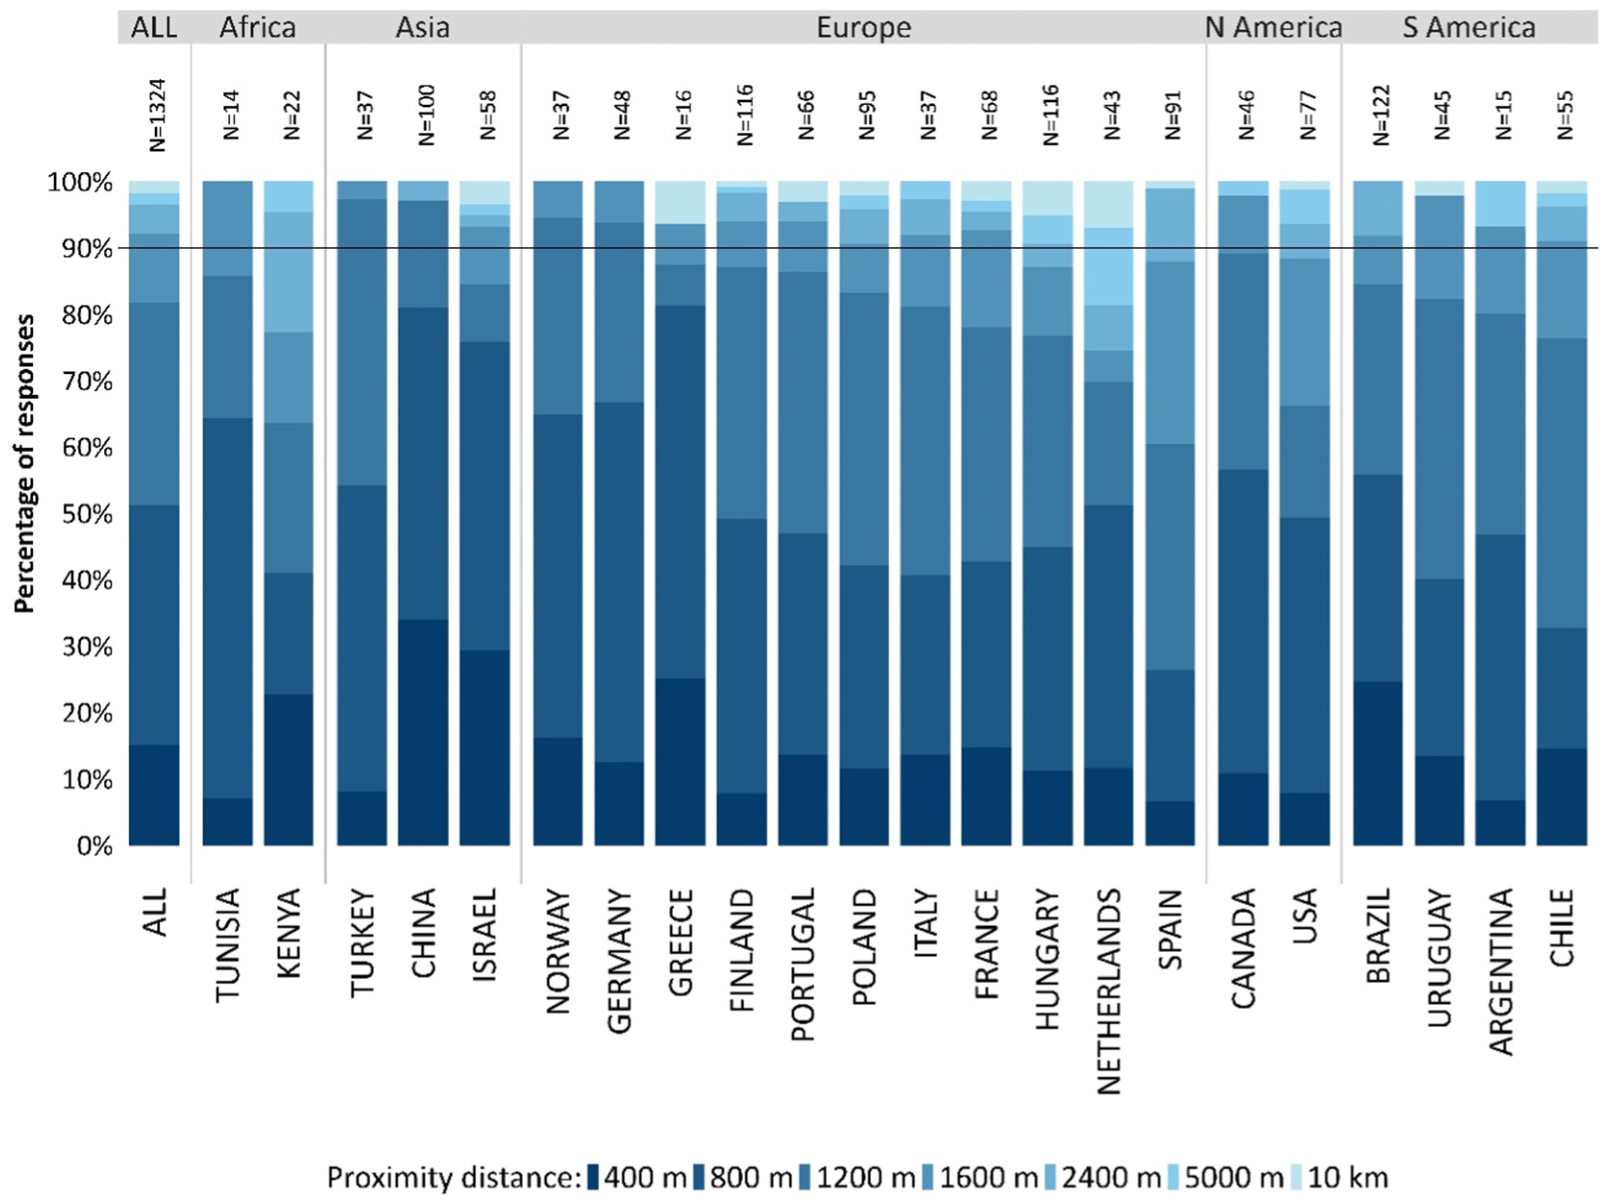 ALL Africa Asia Europe N America S America
N=1324 N=14 N=22 N=37 N=100 N=58 N=37 N=48 N=16 N=116 N=66 N=95 N=37 N=68 N=116 N=43 N=91 N=46 N=77 N=122 N=45 N=15 N=55
Percentage of responses
100%
90%
80%
70%
60%
50%
40%
30%
20%
10%
0%
ALL TUNISIA KENYA TURKEY CHINA ISRAEL NORWAY GERMANY GREECE FINLAND PORTUGAL POLAND ITALY FRANCE HUNGARY NETHERLANDS SPAIN CANADA USA BRAZIL URUGUAY ARGENTINA CHILE
Proximity distance: 400 m 800 m 1200 m 1600 m 2400 m 5000 m 10 km